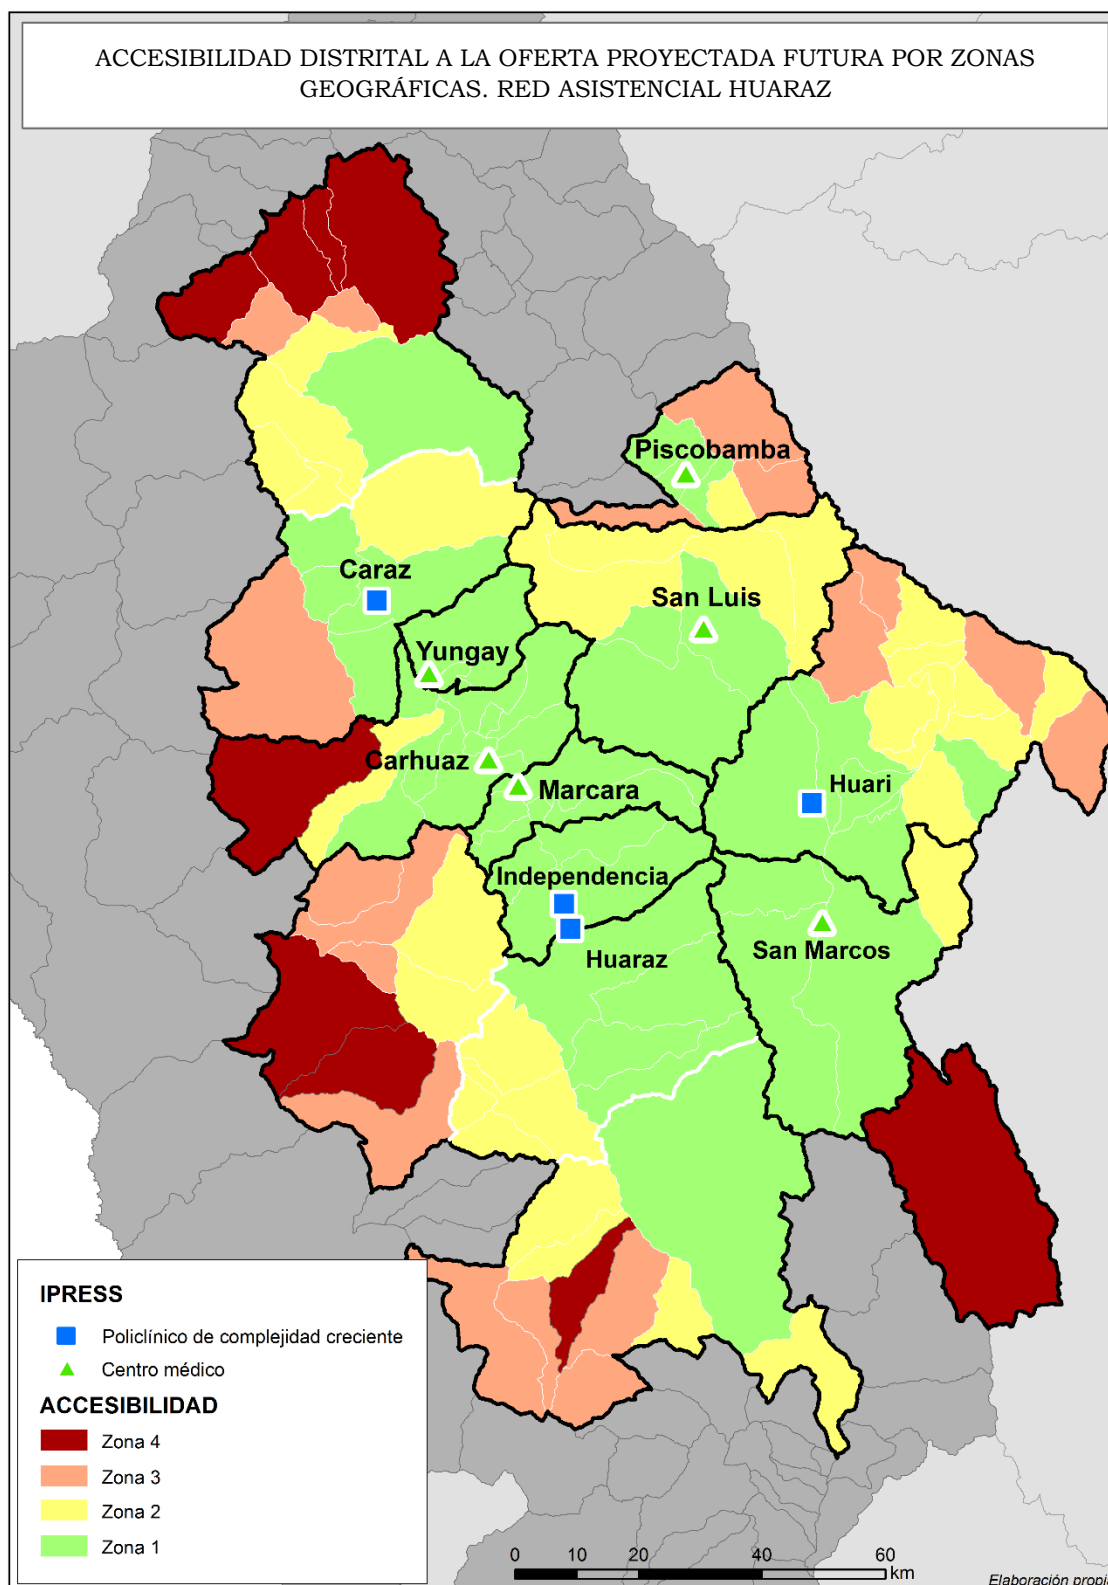 ACCESIBILIDAD DISTRITAL A LA OFERTA PROYECTADA FUTURA POR ZONAS
GEOGRÁFICAS. RED ASISTENCIAL HUARAZ
Piscobamba
Caraz
San Luis
Yungay
Carhuaz
Marcara
Huari
Independencia
Huaraz
San Marcos
IPRESS
Policlínico de complejidad creciente
Centro médico
ACCESIBILIDAD
Zona 4
Zona 3
Zona 2
Zona 1
0 10 20 40 60
km
Elaboración propi